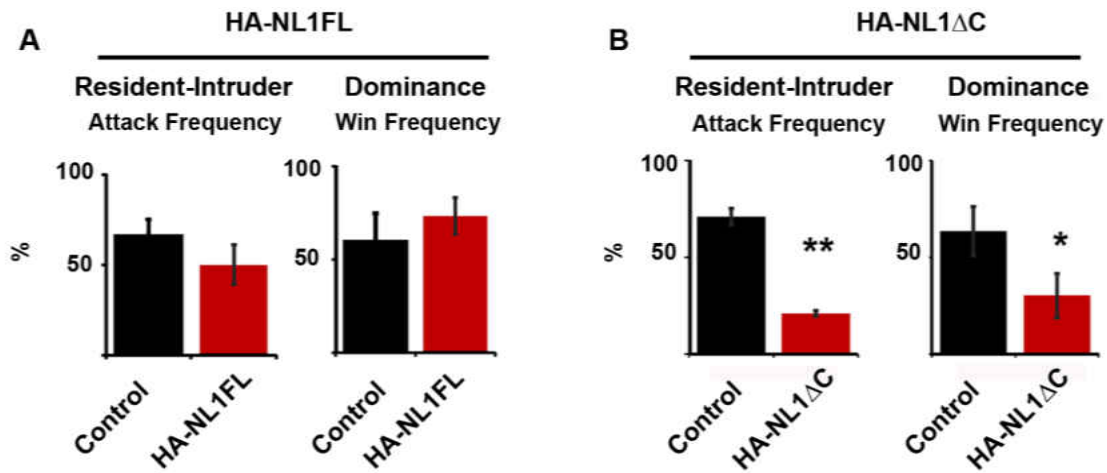 A
HA-NL1FL
Resident-Intruder
Attack Frequency
Dominance
Win Frequency
%
100
50
Control
HA-NL1FL
100
50
Control
HA-NL1FL
B
HA-NL1ΔC
Resident-Intruder
Attack Frequency
Dominance
Win Frequency
%
100
50
**
Control
HA-NL1ΔC
100
50
*
Control
HA-NL1ΔC